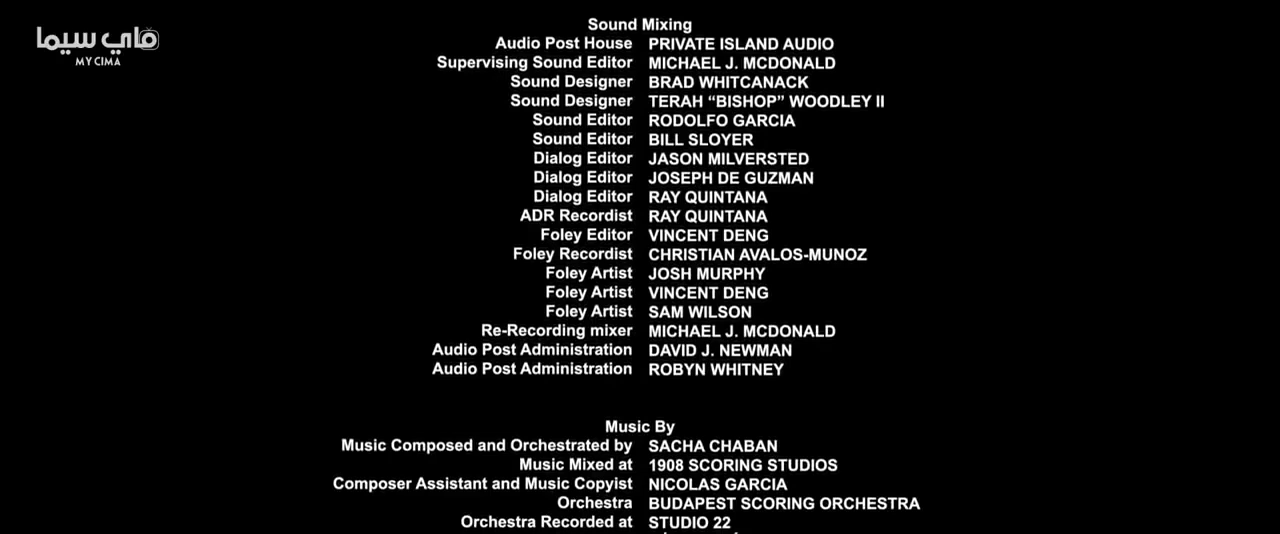 ماي سيما
MY CIMA
Sound Mixing
Audio Post House PRIVATE ISLAND AUDIO
Supervising Sound Editor MICHAEL J. MCDONALD
Sound Designer BRAD WHITCANACK
Sound Designer TERAH “BISHOP” WOODLEY II
Sound Editor RODOLFO GARCIA
Sound Editor BILL SLOYER
Dialog Editor JASON MILVERSTED
Dialog Editor JOSEPH DE GUZMAN
Dialog Editor RAY QUINTANA
ADR Recordist RAY QUINTANA
Foley Editor VINCENT DENG
Foley Recordist CHRISTIAN AVALOS-MUNOZ
Foley Artist JOSH MURPHY
Foley Artist VINCENT DENG
Foley Artist SAM WILSON
Re-Recording mixer MICHAEL J. MCDONALD
Audio Post Administration DAVID J. NEWMAN
Audio Post Administration ROBYN WHITNEY
Music By
Music Composed and Orchestrated by SACHA CHABAN
Music Mixed at 1908 SCORING STUDIOS
Composer Assistant and Music Copyist NICOLAS GARCIA
Orchestra BUDAPEST SCORING ORCHESTRA
Orchestra Recorded at STUDIO 22